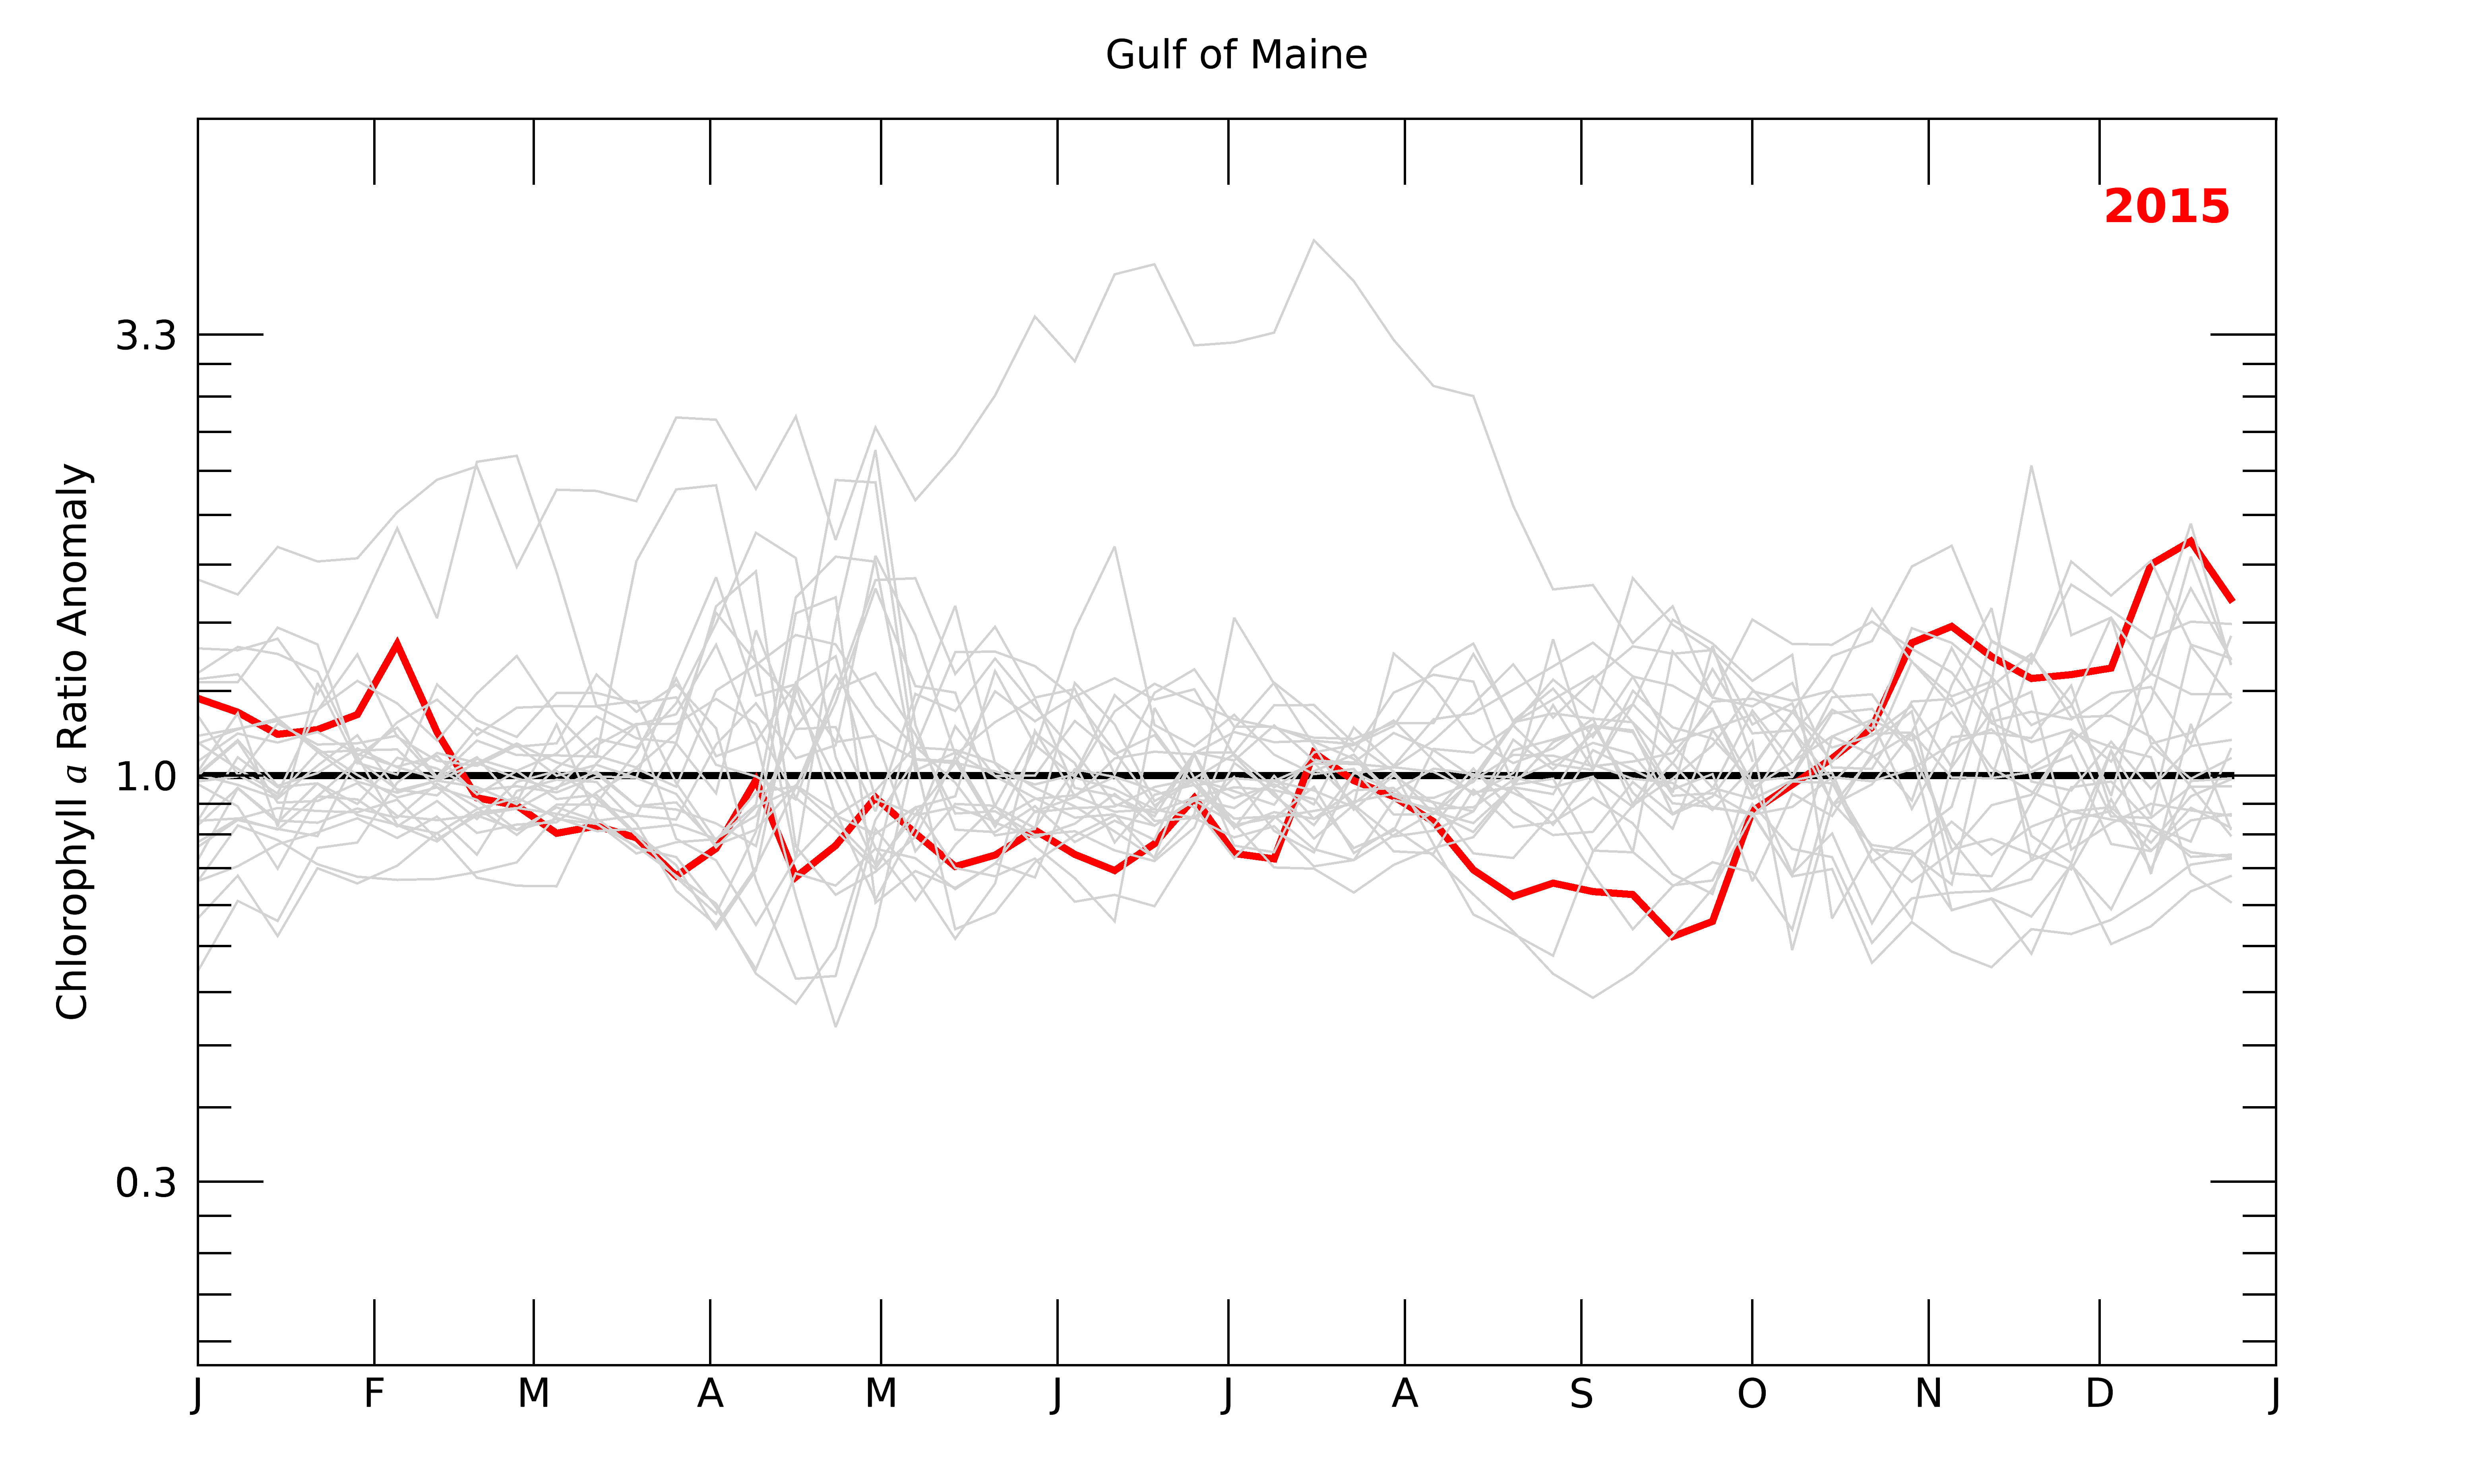 Gulf of Maine
2015
3.3
1.0
0.3
Chlorophyll a Ratio Anomaly
J F M A M J J A S O N D J